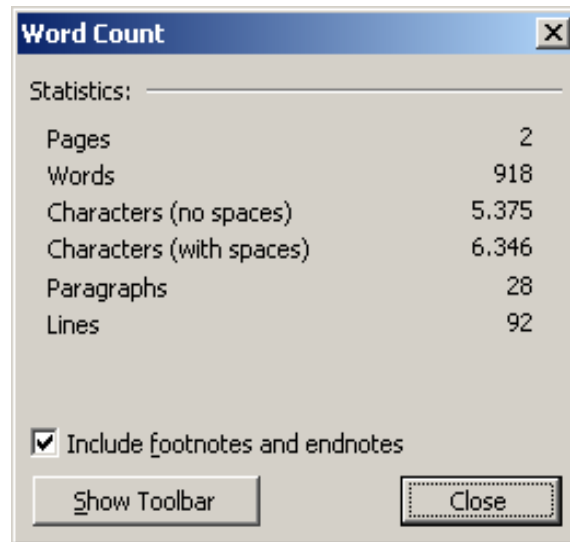 Word Count
Statistics:
Pages 2
Words 918
Characters (no spaces) 5.375
Characters (with spaces) 6.346
Paragraphs 28
Lines 92
Include footnotes and endnotes
Show Toolbar Close